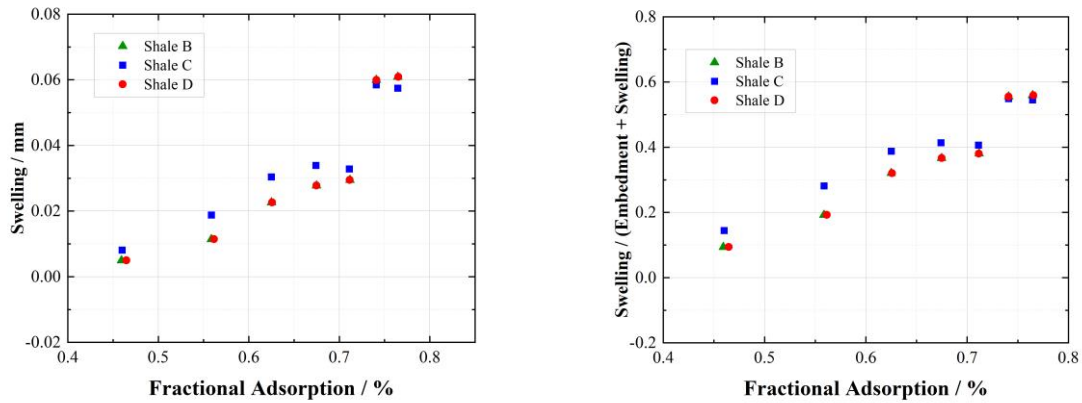 0.08
0.06
0.04
0.02
0.00
-0.02
Swelling / mm
Shale B
Shale C
Shale D
0.4
0.5
0.6
0.7
0.8
Fractional Adsorption / %
0.8
0.6
0.4
0.2
0.0
-0.2
Swelling / (Embedment + Swelling)
Shale B
Shale C
Shale D
0.4
0.5
0.6
0.7
0.8
Fractional Adsorption / %